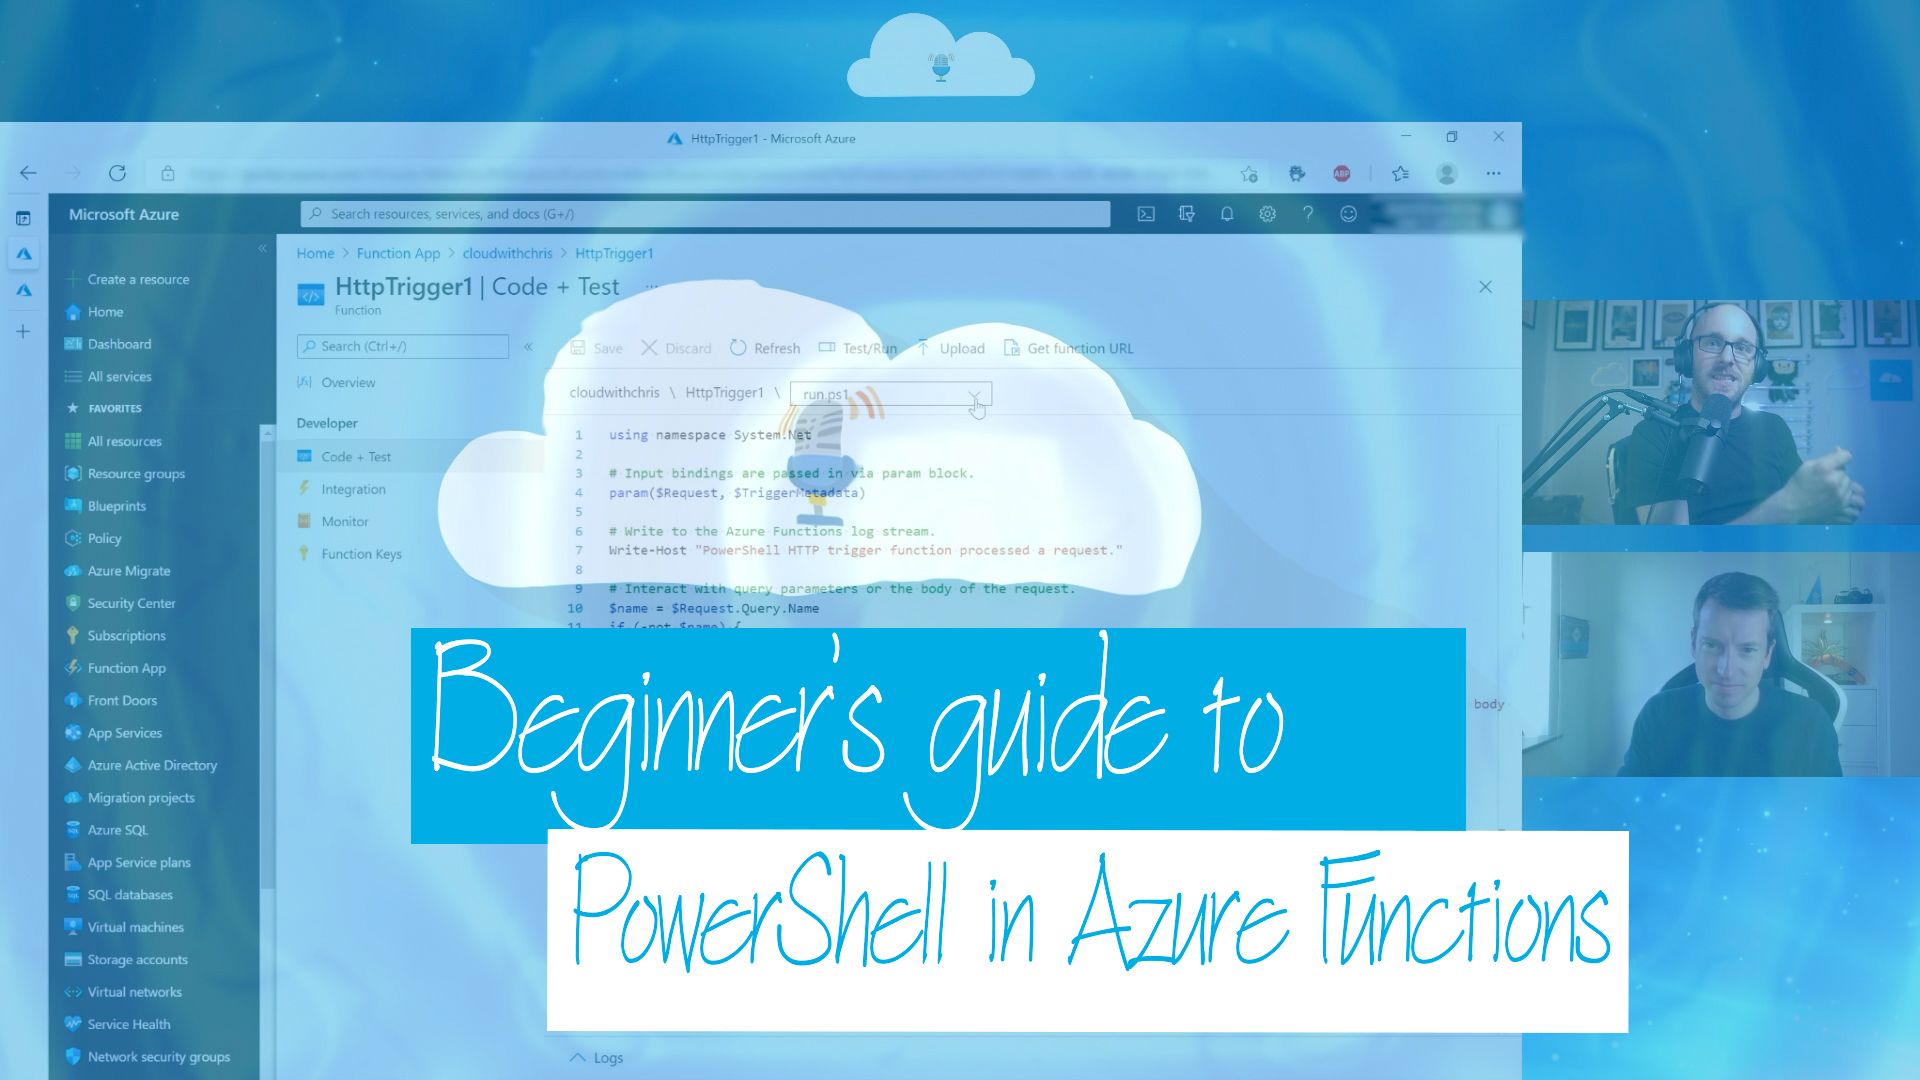 HttpTrigger1 - Microsoft Azure
ABP
Microsoft Azure
Search resources, services, and docs (G+/)
Home > Function App > cloudwithchris > HttpTrigger1
HttpTrigger1 | Code + Test ...
Function
Search (Ctrl+/)
Overview
Developer
Code + Test
Integration
Monitor
Function Keys
Create a resource
Home
Dashboard
All services
FAVORITES
All resources
Resource groups
Blueprints
Policy
Azure Migrate
Security Center
Subscriptions
Function App
Front Doors
App Services
Azure Active Directory
Migration projects
Azure SQL
App Service plans
SQL databases
Virtual machines
Storage accounts
Virtual networks
Service Health
Network security groups
Save Discard Refresh Test/Run Upload Get function URL
cloudwithchris \ HttpTrigger1 \ run.ps1
1 using namespace System.Net
2
3 # Input bindings are passed in via param block.
4 param($Request, $TriggerMetadata)
5
6 # Write to the Azure Functions log stream.
7 Write-Host "PowerShell HTTP trigger function processed a request."
8
9 # Interact with query parameters or the body of the request.
10 $name = $Request.Query.Name
11 if (-not $name) {
body
Beginner's guide to
PowerShell in Azure Functions
Logs